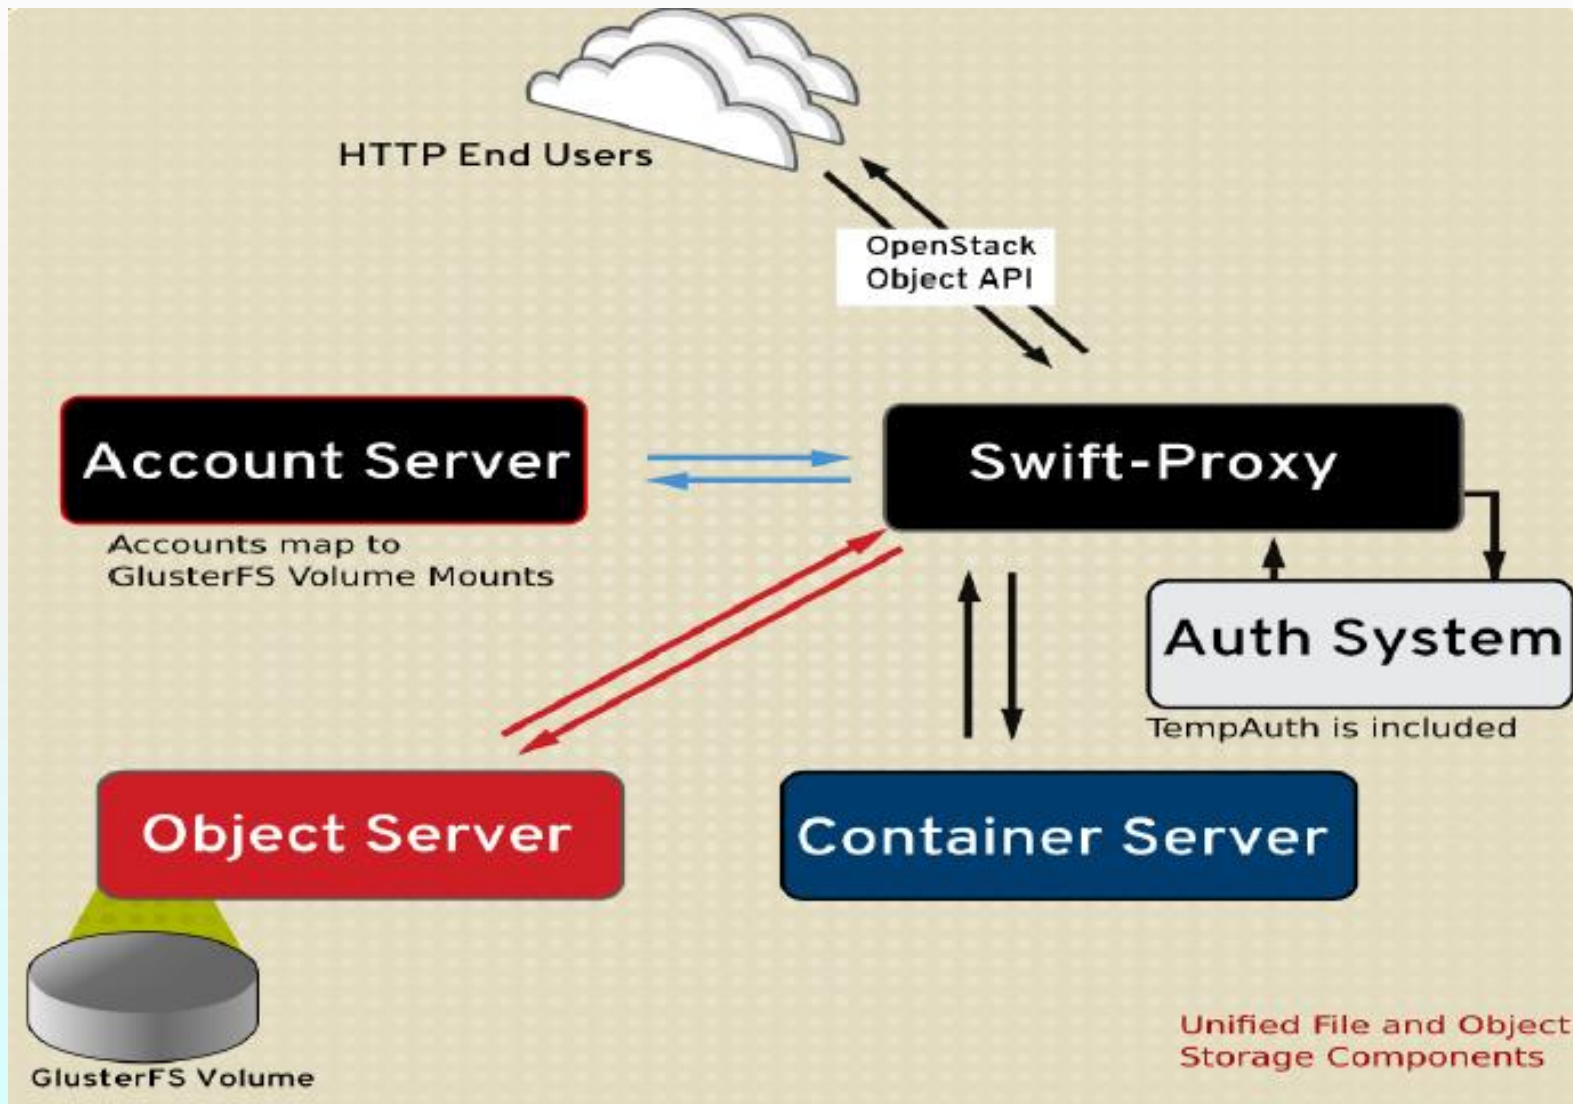 HTTP End Users
OpenStack
Object API
Account Server
Swift-Proxy
Accounts map to
GlusterFS Volume Mounts
Auth System
TempAuth is included
Object Server
Container Server
GlusterFS Volume
Unified File and Object
Storage Components